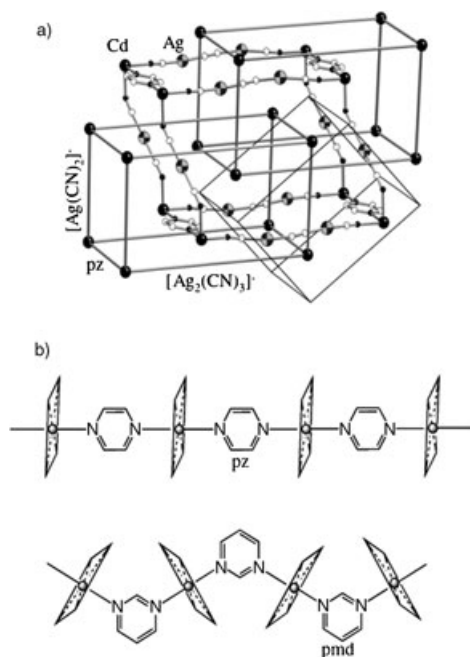 a)
Cd Ag
[Ag(CN)₂]⁻
pz
[Ag₂(CN)₃]⁻
b)
N N N N N N
pz
N N
N N N N
pmd